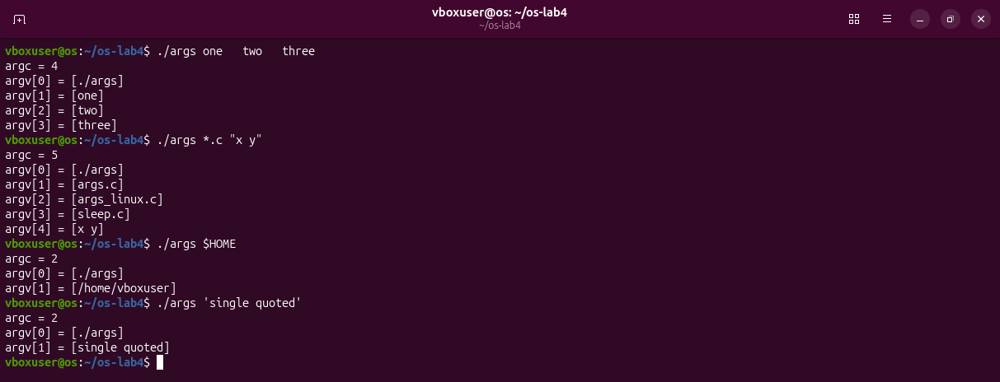 vboxuser@os: ~/os-lab4
~/os-lab4
vboxuser@os:~/os-lab4$ ./args one   two   three
argc = 4
argv[0] = [./args]
argv[1] = [one]
argv[2] = [two]
argv[3] = [three]
vboxuser@os:~/os-lab4$ ./args *.c "x y"
argc = 5
argv[0] = [./args]
argv[1] = [args.c]
argv[2] = [args_linux.c]
argv[3] = [sleep.c]
argv[4] = [x y]
vboxuser@os:~/os-lab4$ ./args $HOME
argc = 2
argv[0] = [./args]
argv[1] = [/home/vboxuser]
vboxuser@os:~/os-lab4$ ./args 'single quoted'
argc = 2
argv[0] = [./args]
argv[1] = [single quoted]
vboxuser@os:~/os-lab4$